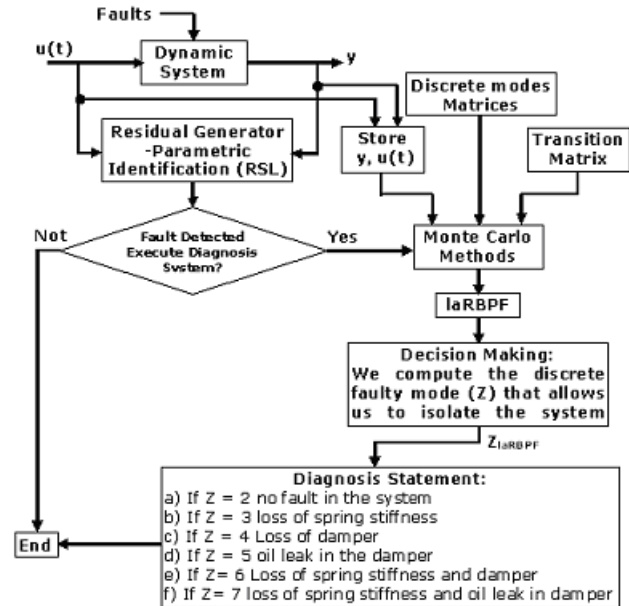 Faults
u(t)
Dynamic
System
y
Discrete modes
Matrices
Residual Generator
-Parametric
Identification (RSL)
Store
y, u(t)
Transition
Matrix
Not
Fault Detected
Execute Diagnosis
System?
Yes
Monte Carlo
Methods
laRBPF
Decision Making:
We compute the discrete
faulty mode (Z) that allows
us to isolate the system
ZlaRBPF
Diagnosis Statement:
a) If Z = 2 no fault in the system
b) If Z = 3 loss of spring stiffness
c) If Z = 4 Loss of damper
d) If Z = 5 oil leak in the damper
e) If Z= 6 Loss of spring stiffness and damper
f) If Z= 7 loss of spring stiffness and oil leak in damper
End